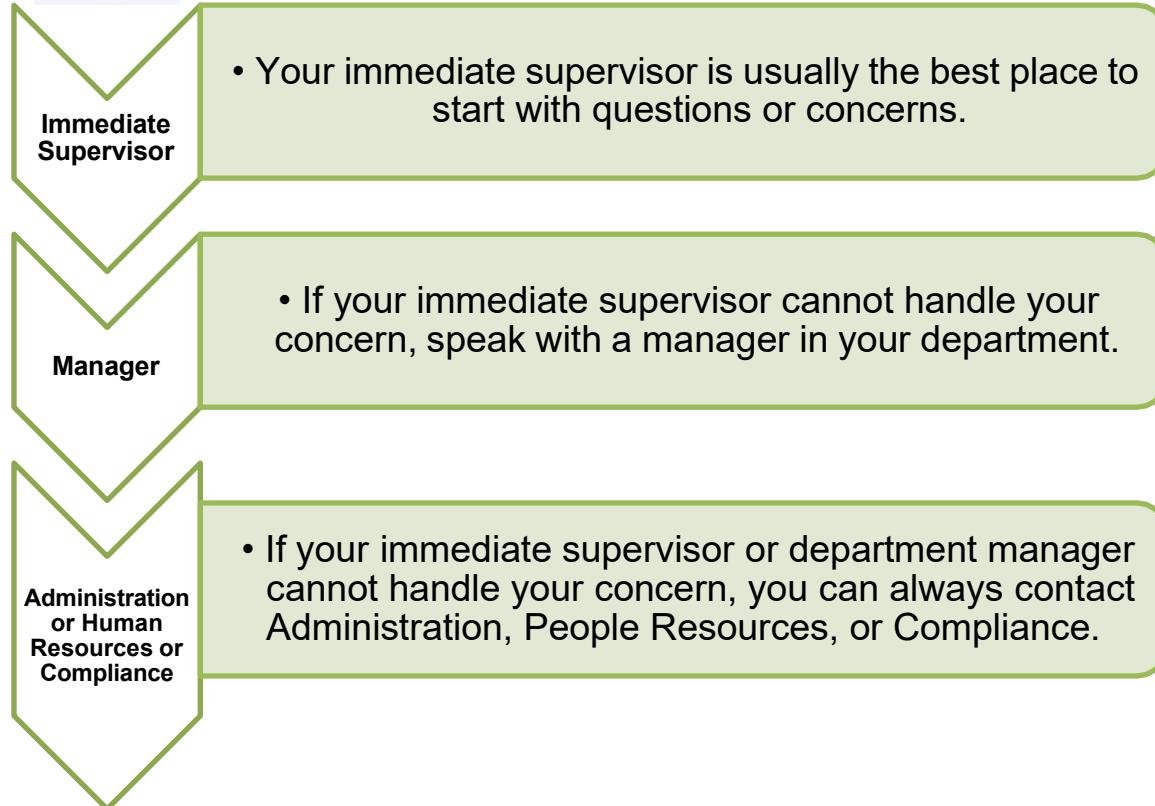 Immediate
Supervisor
• Your immediate supervisor is usually the best place to
start with questions or concerns.
Manager
• If your immediate supervisor cannot handle your
concern, speak with a manager in your department.
Administration
or Human
Resources or
Compliance
• If your immediate supervisor or department manager
cannot handle your concern, you can always contact
Administration, People Resources, or Compliance.